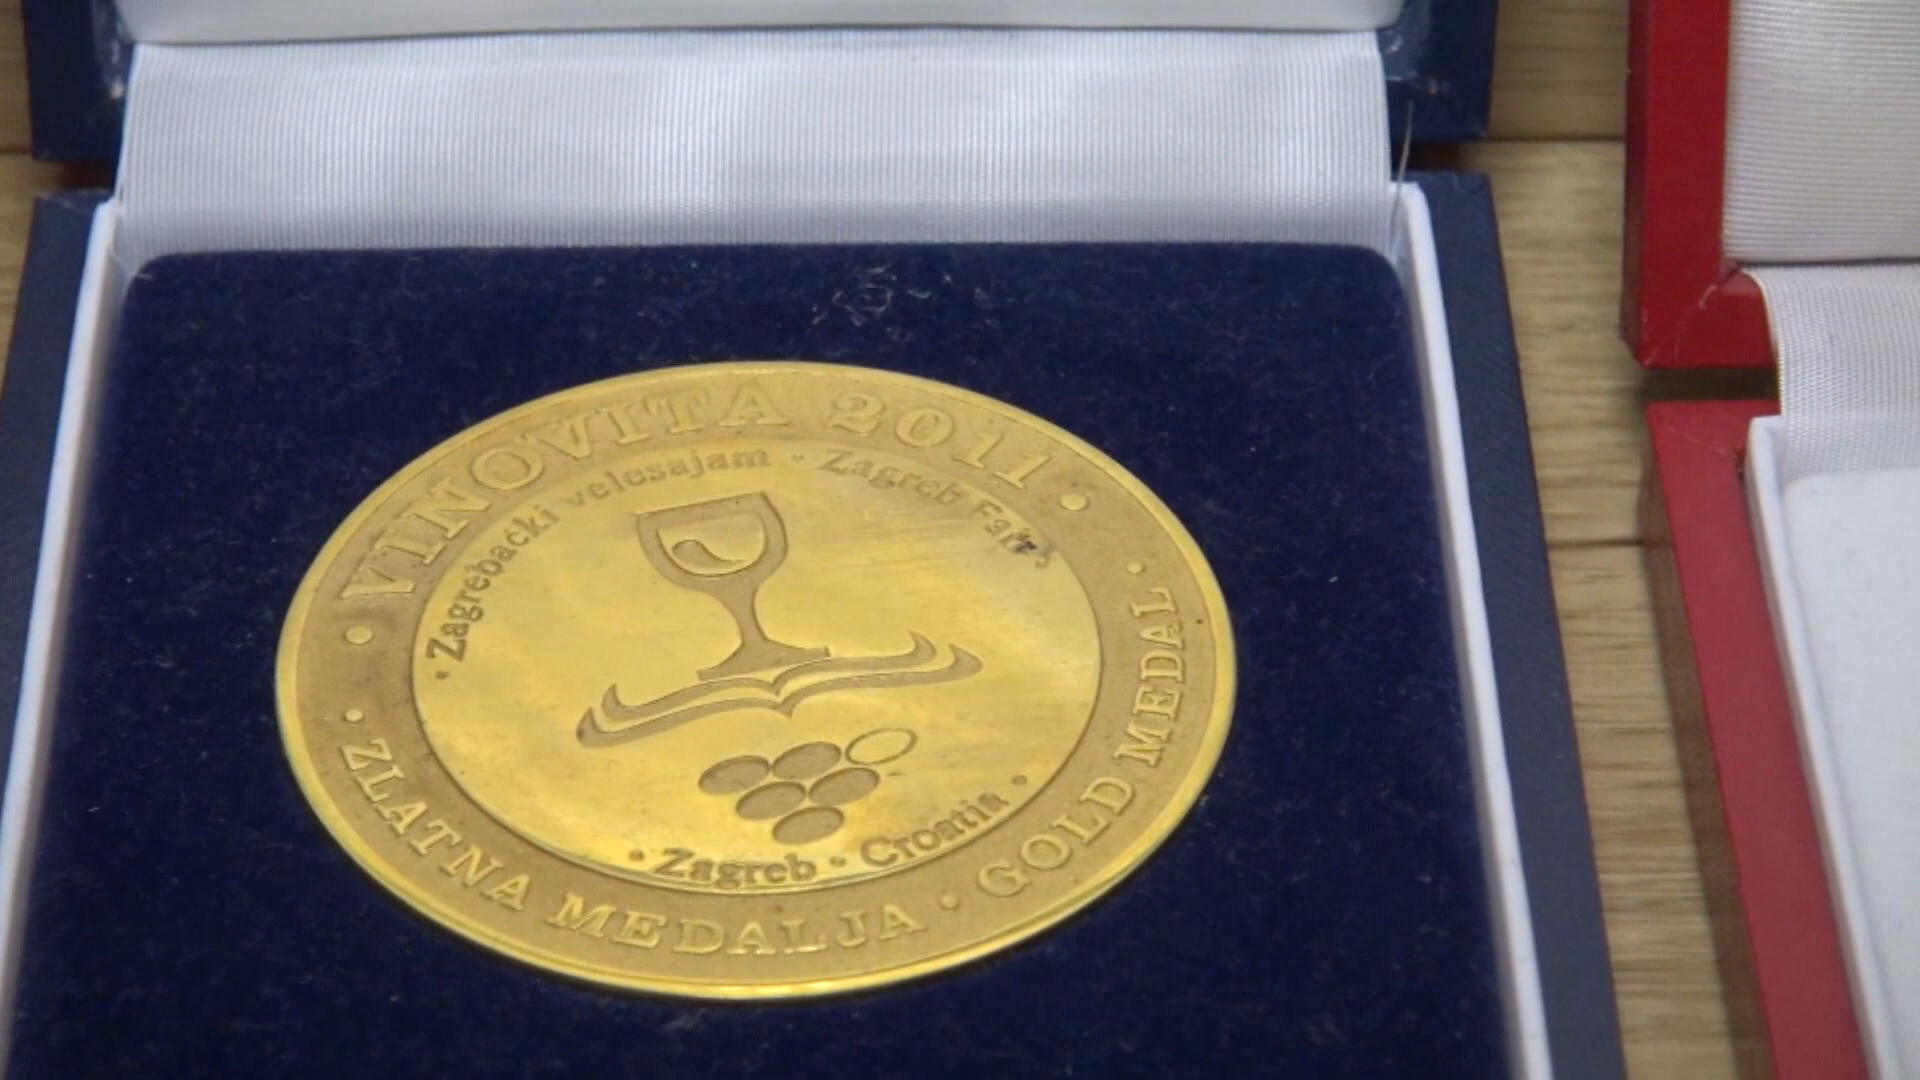 • VINOVITA 2011 •
• Zagrebački velesajam • Zagreb Fair •
• Zagreb • Croatia •
• ZLATNA MEDALJA • GOLD MEDAL •